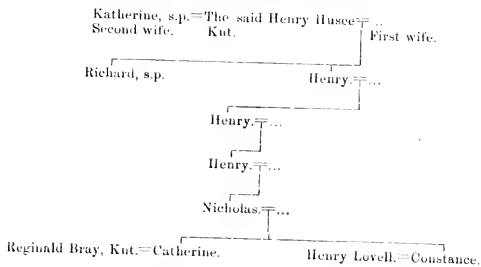 Katherine, s.p.=The said Henry Husee=..
Second wife. Knt. First wife.
Richard, s.p. Henry.=...
Henry.=...
Henry.=...
Nicholas.=...
Reginald Bray, Knt.=Catherine. Henry Lovell.=Constance.